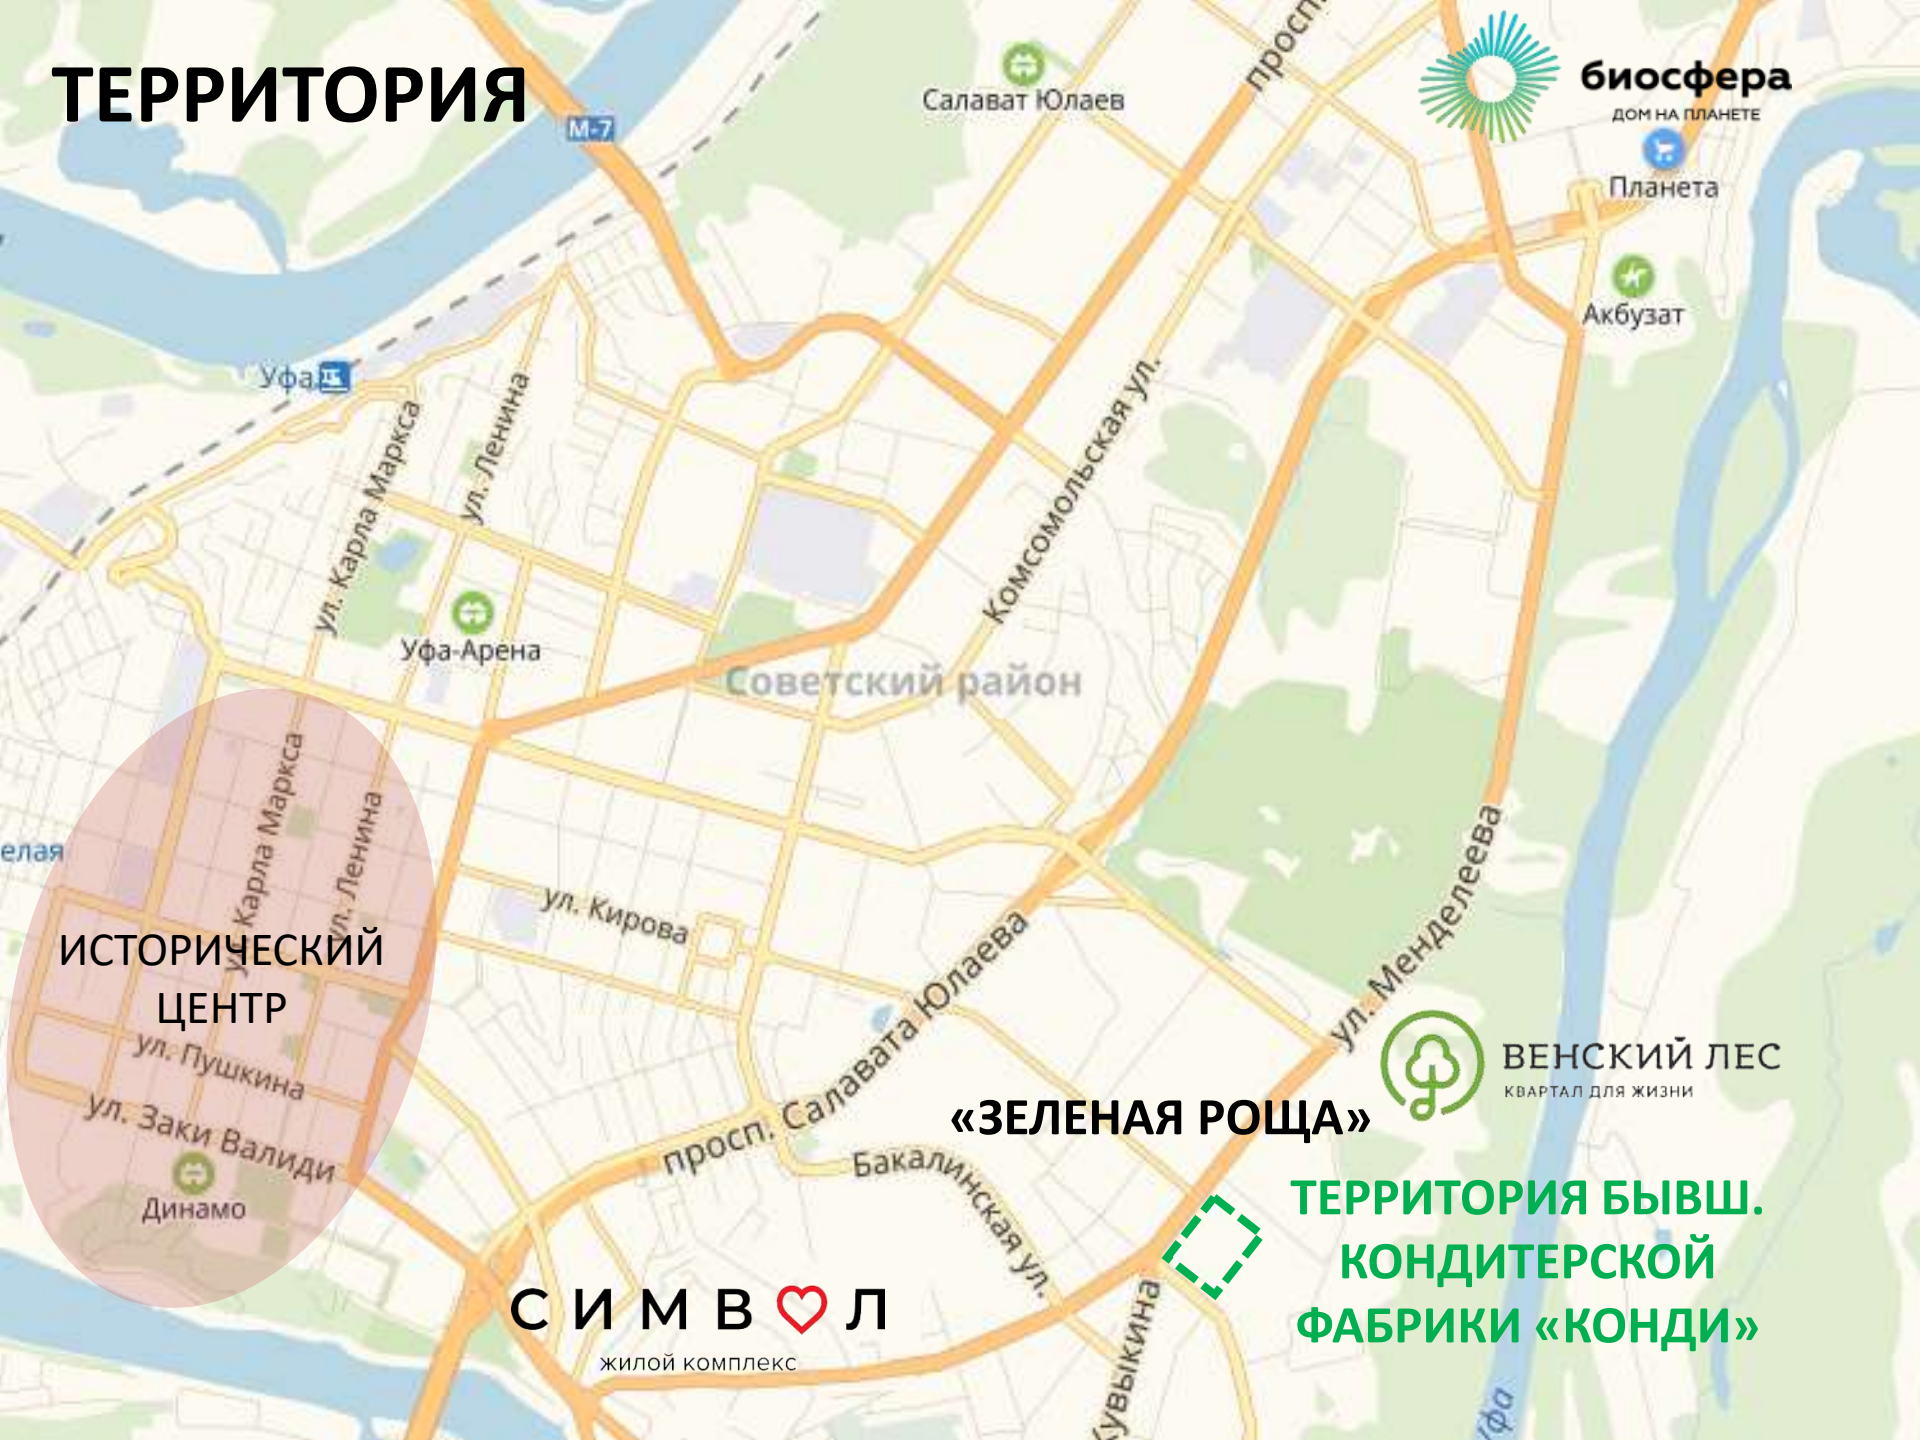 ТЕРРИТОРИЯ
биосфера
ДОМ НА ПЛАНЕТЕ
Салават Юлаев
М-7
просп.
Планета
Акбузат
Уфа
ул. Карла Маркса
ул. Ленина
Комсомольская ул.
Уфа-Арена
Советский район
ул. Карла Маркса
ул. Ленина
елая
ул. Кирова
ИСТОРИЧЕСКИЙ
ЦЕНТР
ул. Пушкина
ул. Заки Валиди
Динамо
просп. Салавата Юлаева
ул. Менделеева
ВЕНСКИЙ ЛЕС
КВАРТАЛ ДЛЯ ЖИЗНИ
«ЗЕЛЕНАЯ РОЩА»
Бакалинская ул.
ТЕРРИТОРИЯ БЫВШ.
КОНДИТЕРСКОЙ
ФАБРИКИ «КОНДИ»
СИМВОЛ
ЖИЛОЙ КОМПЛЕКС
Кувыкина
Уфа